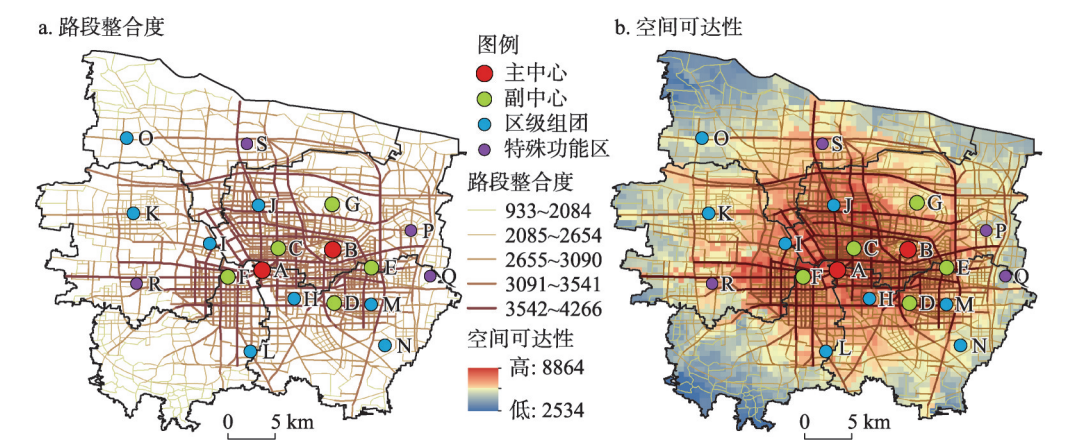 a. 路段整合度
O
S
K
J
G
I
C
B
P
A
F
E
Q
R
H
D
M
L
N
0 5 km
图例
主中心
副中心
区级组团
特殊功能区
路段整合度
933~2084
2085~2654
2655~3090
3091~3541
3542~4266
空间可达性
高: 8864
低: 2534
b. 空间可达性
O
S
K
J
G
I
C
B
P
A
F
E
Q
R
H
D
M
L
N
0 5 km